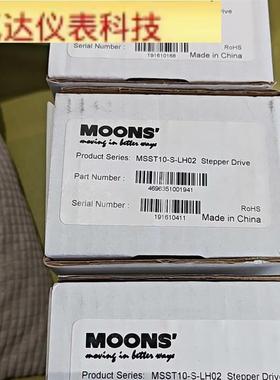 达仪表科技
Drive
RoHS
Serial Number :
191610168
Made in China
MOONS'
moving in better ways
Product Series: MSST10-S-LH02 Stepper Drive
Part Number :
4696351001941
RoHS
Serial Number :
191610411
Made in China
MOONS'
moving in better ways
Product Series: MSST10-S-LH02 Stepper Drive